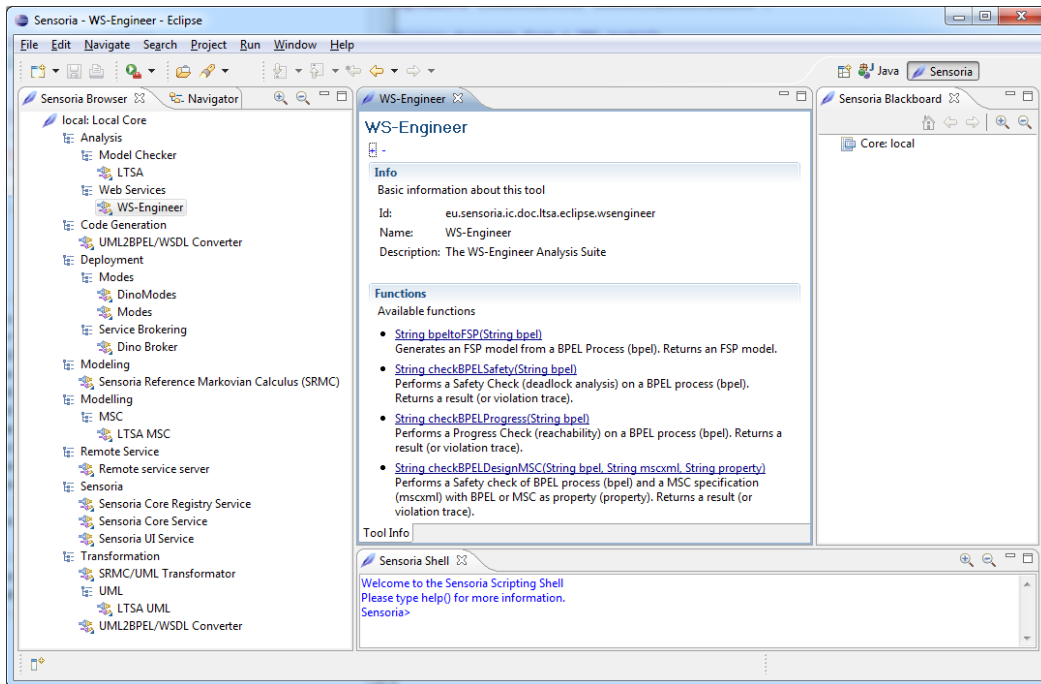 Sensoria - WS-Engineer - Eclipse
File Edit Navigate Search Project Run Window Help
Java Sensoria
Sensoria Browser Navigator
local: Local Core
Analysis
Model Checker
LTSA
Web Services
WS-Engineer
Code Generation
UML2BPEL/WSDL Converter
Deployment
Modes
DinoModes
Modes
Service Brokering
Dino Broker
Modeling
Sensoria Reference Markovian Calculus (SRMC)
Modelling
MSC
LTSA MSC
Remote Service
Remote service server
Sensoria
Sensoria Core Registry Service
Sensoria Core Service
Sensoria UI Service
Transformation
SRMC/UML Transformator
UML
LTSA UML
UML2BPEL/WSDL Converter
WS-Engineer
WS-Engineer
+ -
Info
Basic information about this tool
Id: eu.sensoria.ic.doc.ltsa.eclipse.wsengineer
Name: WS-Engineer
Description: The WS-Engineer Analysis Suite
Functions
Available functions
• String bpeltoFSP(String bpel)
Generates an FSP model from a BPEL Process (bpel). Returns an FSP model.
• String checkBPELSafety(String bpel)
Performs a Safety Check (deadlock analysis) on a BPEL process (bpel).
Returns a result (or violation trace).
• String checkBPELProgress(String bpel)
Performs a Progress Check (reachability) on a BPEL process (bpel). Returns a
result (or violation trace).
• String checkBPELDesignMSC(String bpel, String mscxml, String property)
Performs a Safety check of BPEL process (bpel) and a MSC specification
(mscxml) with BPEL or MSC as property (property). Returns a result (or
violation trace).
Tool Info
Sensoria Blackboard
Core: local
Sensoria Shell
Welcome to the Sensoria Scripting Shell
Please type help() for more information.
Sensoria>